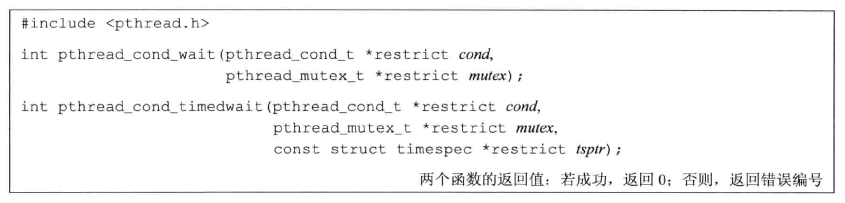 #include <pthread.h>
int pthread_cond_wait(pthread_cond_t *restrict cond,
pthread_mutex_t *restrict mutex);
int pthread_cond_timedwait(pthread_cond_t *restrict cond,
pthread_mutex_t *restrict mutex,
const struct timespec *restrict tsptr);
两个函数的返回值：若成功，返回 0；否则，返回错误编号